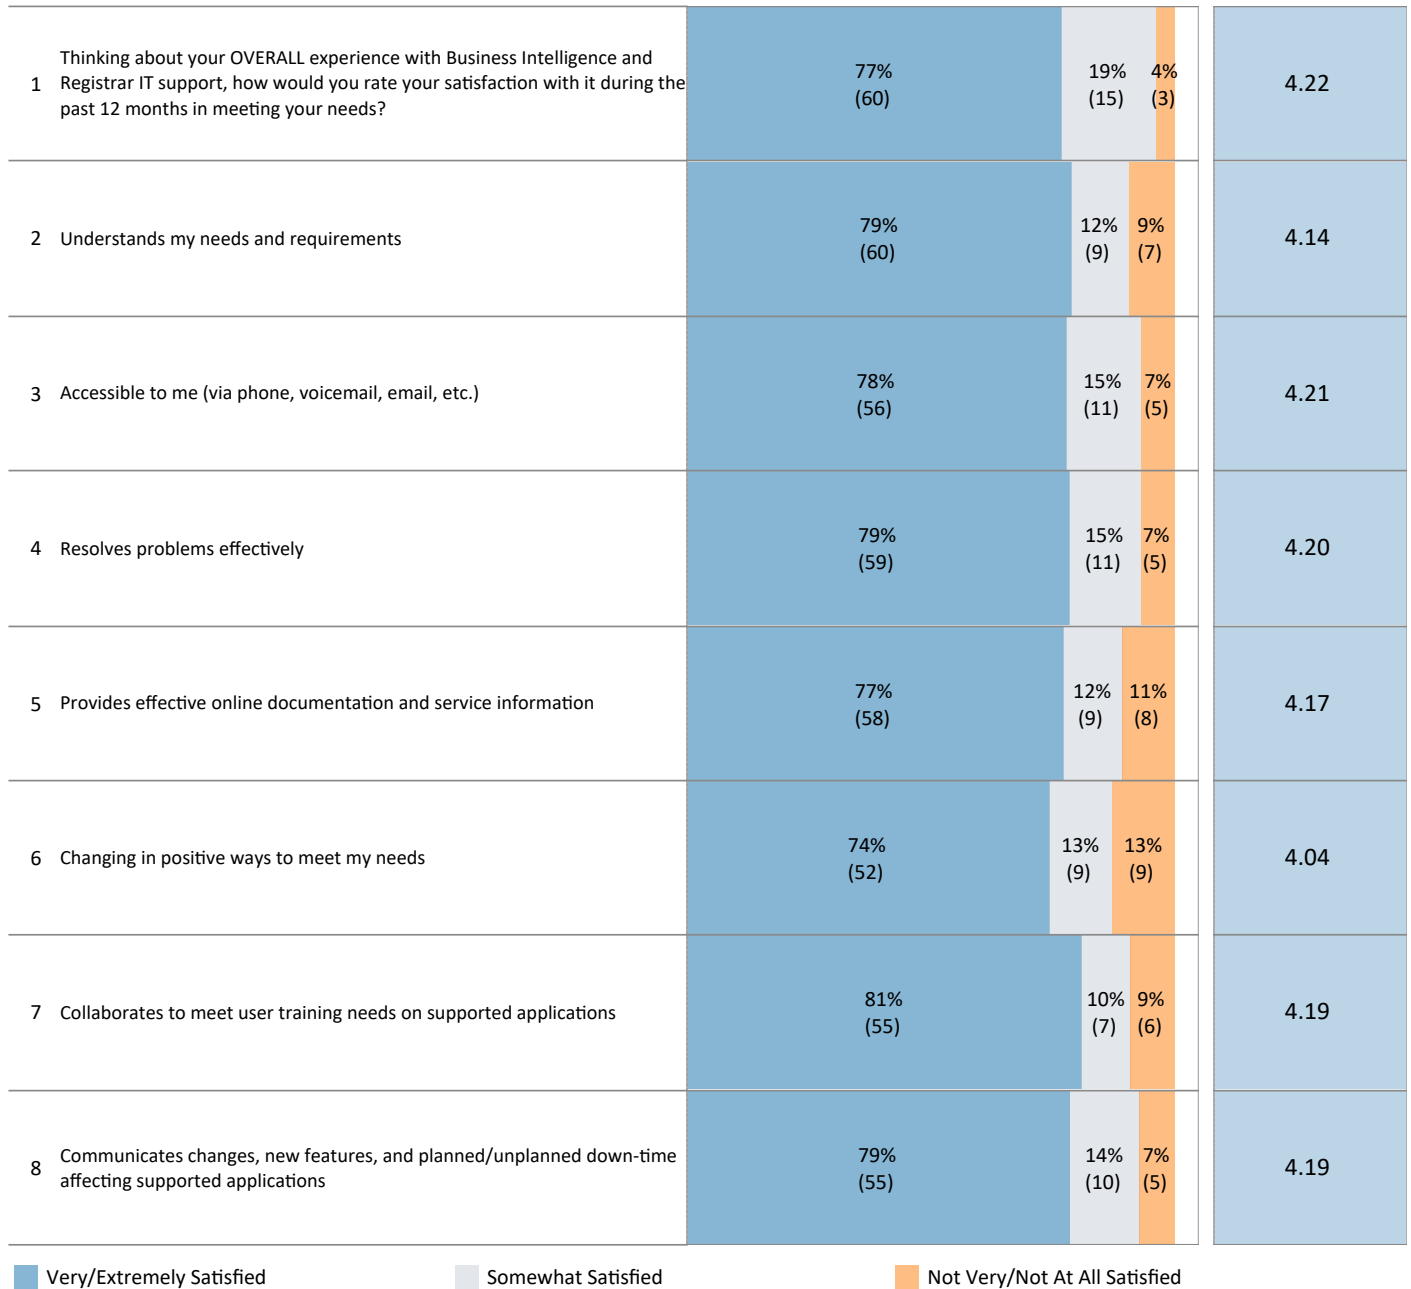 Thinking about your OVERALL experience with Business Intelligence and
1 Registrar IT support, how would you rate your satisfaction with it during the
past 12 months in meeting your needs?
77% 19% 4%
(60) (15) (3)
4.22
2 Understands my needs and requirements
79% 12% 9%
(60) (9) (7)
4.14
3 Accessible to me (via phone, voicemail, email, etc.)
78% 15% 7%
(56) (11) (5)
4.21
4 Resolves problems effectively
79% 15% 7%
(59) (11) (5)
4.20
5 Provides effective online documentation and service information
77% 12% 11%
(58) (9) (8)
4.17
6 Changing in positive ways to meet my needs
74% 13% 13%
(52) (9) (9)
4.04
7 Collaborates to meet user training needs on supported applications
81% 10% 9%
(55) (7) (6)
4.19
8 Communicates changes, new features, and planned/unplanned down-time
affecting supported applications
79% 14% 7%
(55) (10) (5)
4.19
Very/Extremely Satisfied Somewhat Satisfied Not Very/Not At All Satisfied